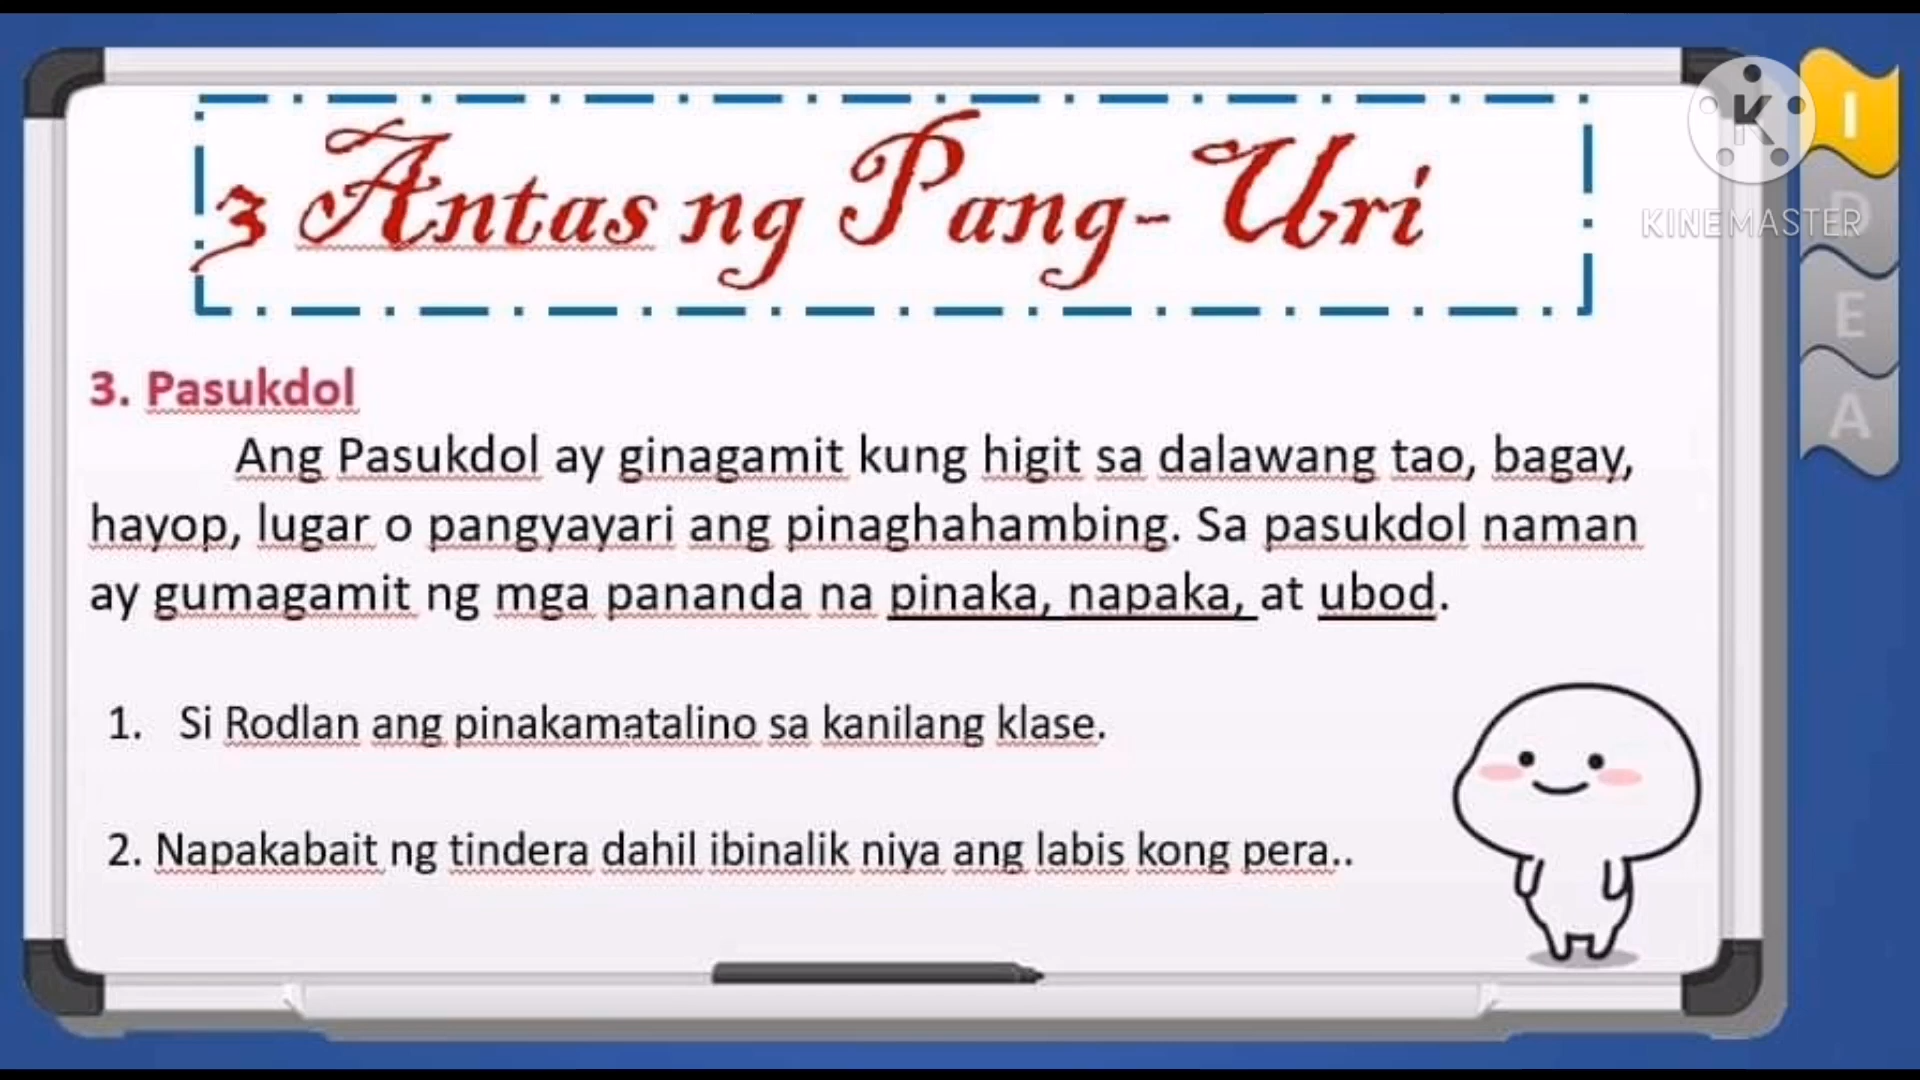 3 Antas ng Pang-Uri
KINEMASTER
I
D
E
A
3. Pasukdol
Ang Pasukdol ay ginagamit kung higit sa dalawang tao, bagay,
hayop, lugar o pangyayari ang pinaghahambing. Sa pasukdol naman
ay gumagamit ng mga pananda na pinaka, napaka, at ubod.
1. Si Rodlan ang pinakamatalino sa kanilang klase.
2. Napakabait ng tindera dahil ibinalik niya ang labis kong pera..